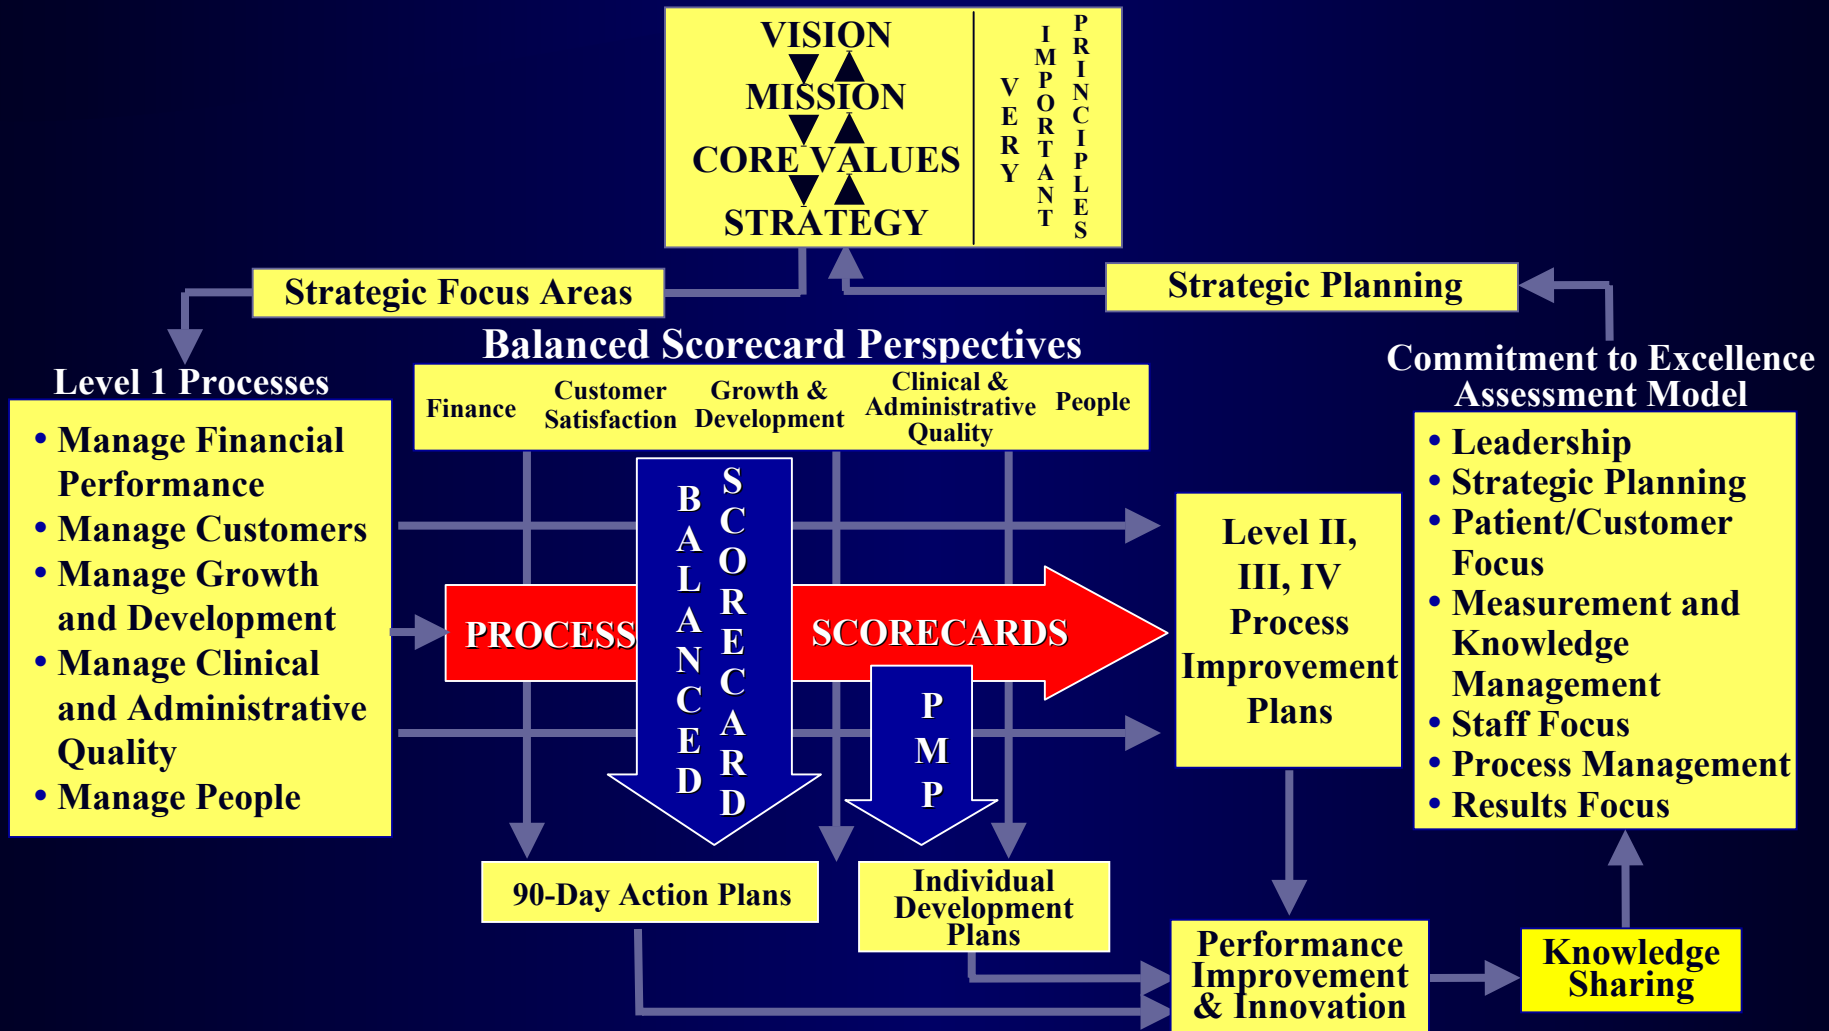 VISION
MISSION
CORE VALUES
STRATEGY
VERY
IMPORTANT
PRINCIPLES
Strategic Focus Areas
Strategic Planning
Balanced Scorecard Perspectives
Finance
Customer
Satisfaction
Growth &
Development
Clinical &
Administrative
Quality
People
Level 1 Processes
• Manage Financial
Performance
• Manage Customers
• Manage Growth
and Development
• Manage Clinical
and Administrative
Quality
• Manage People
BALANCED
SCORECARD
PROCESS
SCORECARDS
PMP
Level II,
III, IV
Process
Improvement
Plans
Commitment to Excellence
Assessment Model
• Leadership
• Strategic Planning
• Patient/Customer
Focus
• Measurement and
Knowledge
Management
• Staff Focus
• Process Management
• Results Focus
90-Day Action Plans
Individual
Development
Plans
Performance
Improvement
& Innovation
Knowledge
Sharing